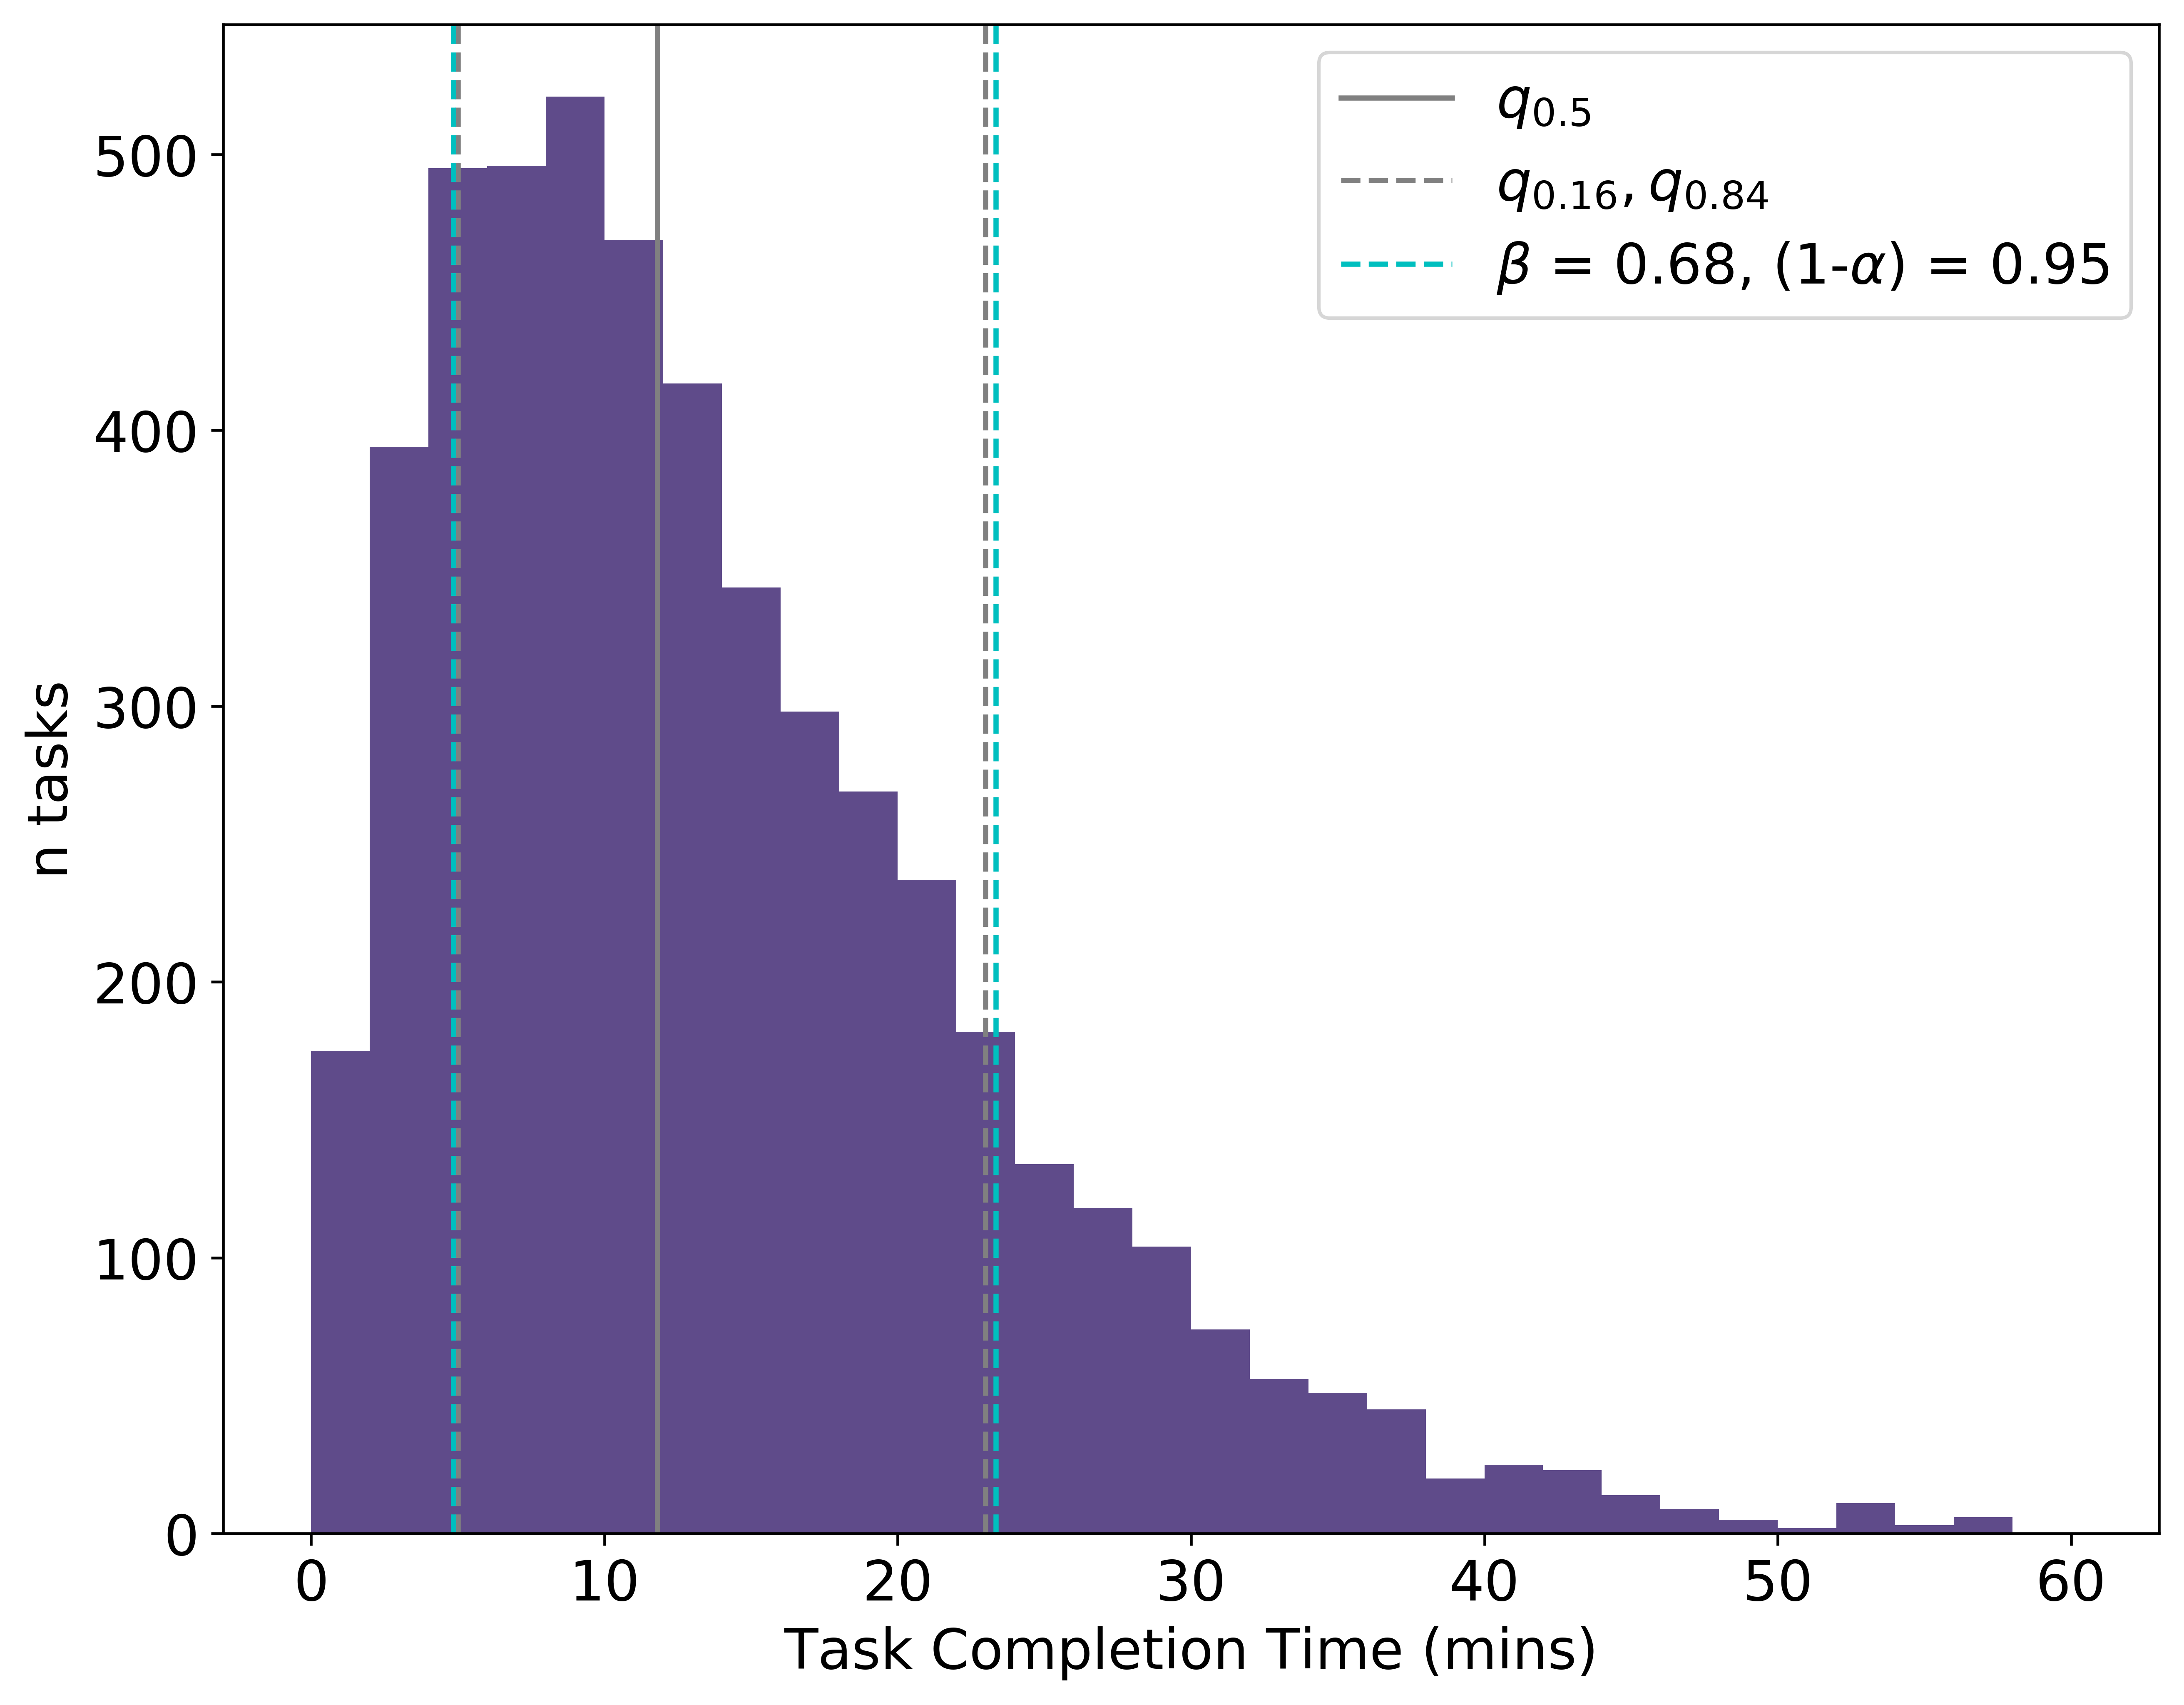 q0.5
q0.16, q0.84
β = 0.68, (1-α) = 0.95
500
400
300
200
100
0
n tasks
0 10 20 30 40 50 60
Task Completion Time (mins)